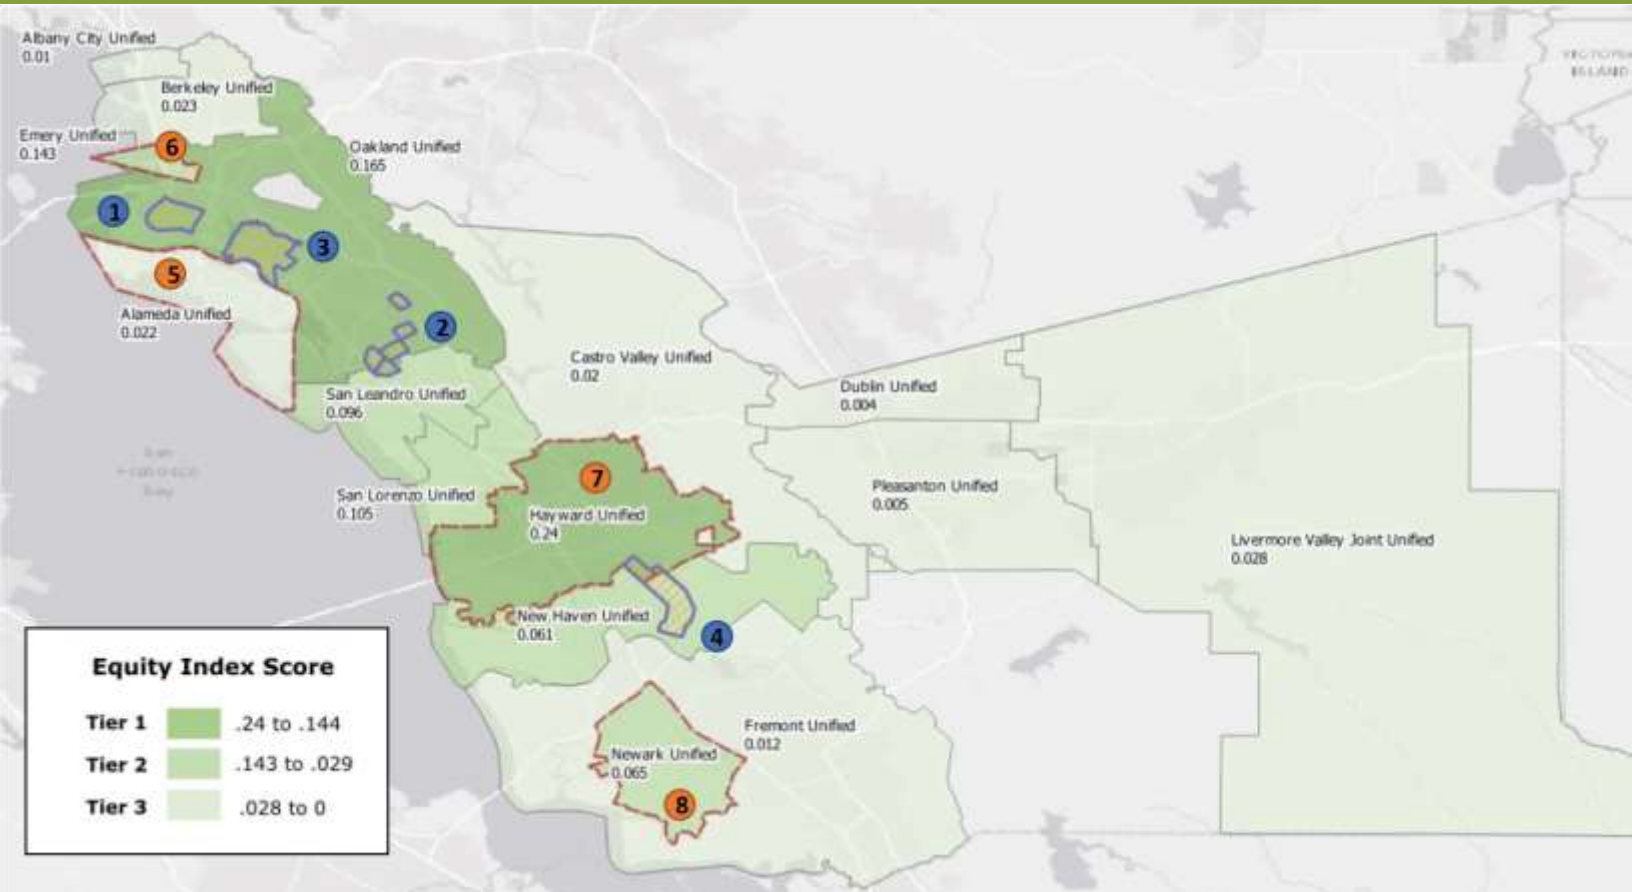 Albany City Unified
0.01
Berkeley Unified
0.023
Emery Unified
0.143
6
Oakland Unified
0.165
1
3
5
Alameda Unified
0.022
2
Castro Valley Unified
0.02
San Leandro Unified
0.096
Dublin Unified
0.004
7
San Lorenzo Unified
0.105
Hayward Unified
0.24
Pleasanton Unified
0.005
Livermore Valley Joint Unified
0.028
New Haven Unified
0.061
4
Fremont Unified
0.012
Newark Unified
0.065
8
Equity Index Score
Tier 1 .24 to .144
Tier 2 .143 to .029
Tier 3 .028 to 0
San
Bay
ISLAND